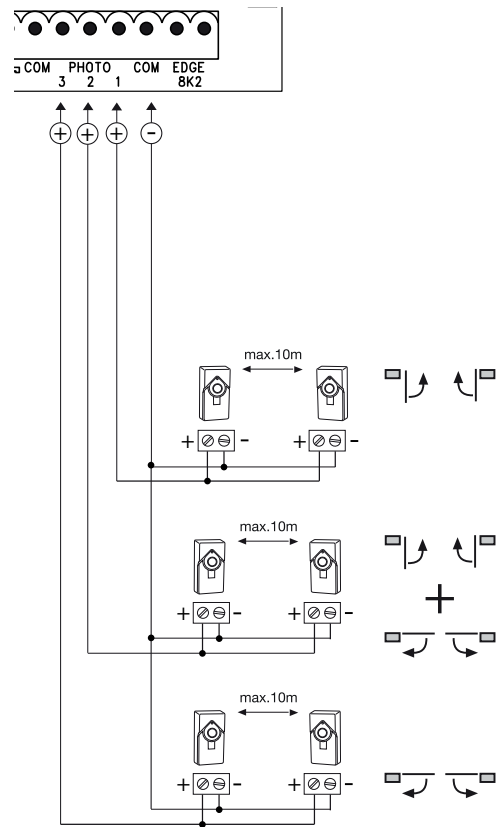 COM PHOTO COM EDGE
3 2 1 8K2
+ + + -
max.10m
+ - + -
max.10m
+ - + -
+
max.10m
+ - + -